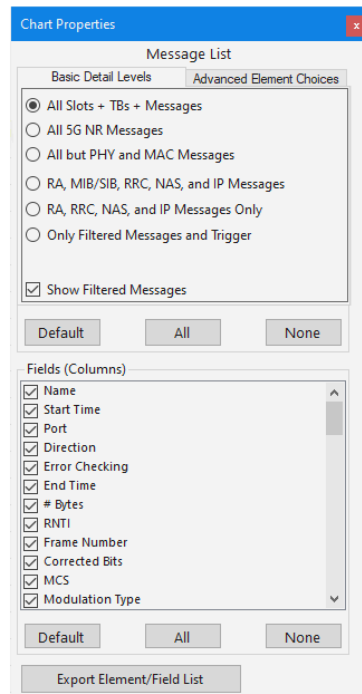 Chart Properties
x
Message List
Basic Detail Levels
Advanced Element Choices
All Slots + TBs + Messages
All 5G NR Messages
All but PHY and MAC Messages
RA, MIB/SIB, RRC, NAS, and IP Messages
RA, RRC, NAS, and IP Messages Only
Only Filtered Messages and Trigger
Show Filtered Messages
Default All None
Fields (Columns)
Name
Start Time
Port
Direction
Error Checking
End Time
# Bytes
RNTI
Frame Number
Corrected Bits
MCS
Modulation Type
Default All None
Export Element/Field List